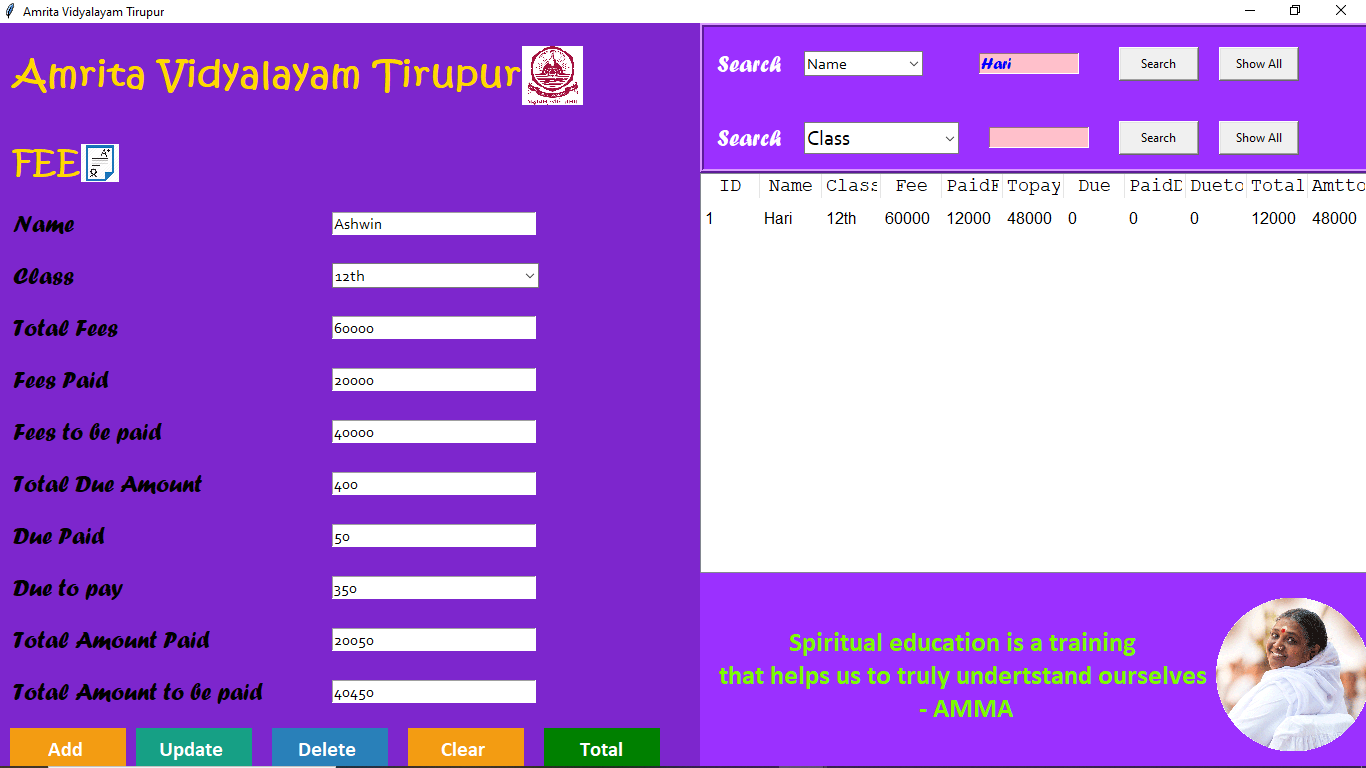 Amrita Vidyalayam Tirupur
Amrita Vidyalayam Tirupur
FEE
Name Ashwin
Class 12th
Total Fees 60000
Fees Paid 20000
Fees to be paid 40000
Total Due Amount 400
Due Paid 50
Due to pay 350
Total Amount Paid 20050
Total Amount to be paid 40450
Add Update Delete Clear Total
Search Name Hari Search Show All
Search Class Search Show All
ID Name Class Fee PaidF Topay Due PaidD Dueto Total Amtto
1 Hari 12th 60000 12000 48000 0 0 0 12000 48000
Spiritual education is a training
that helps us to truly undertstand ourselves
- AMMA